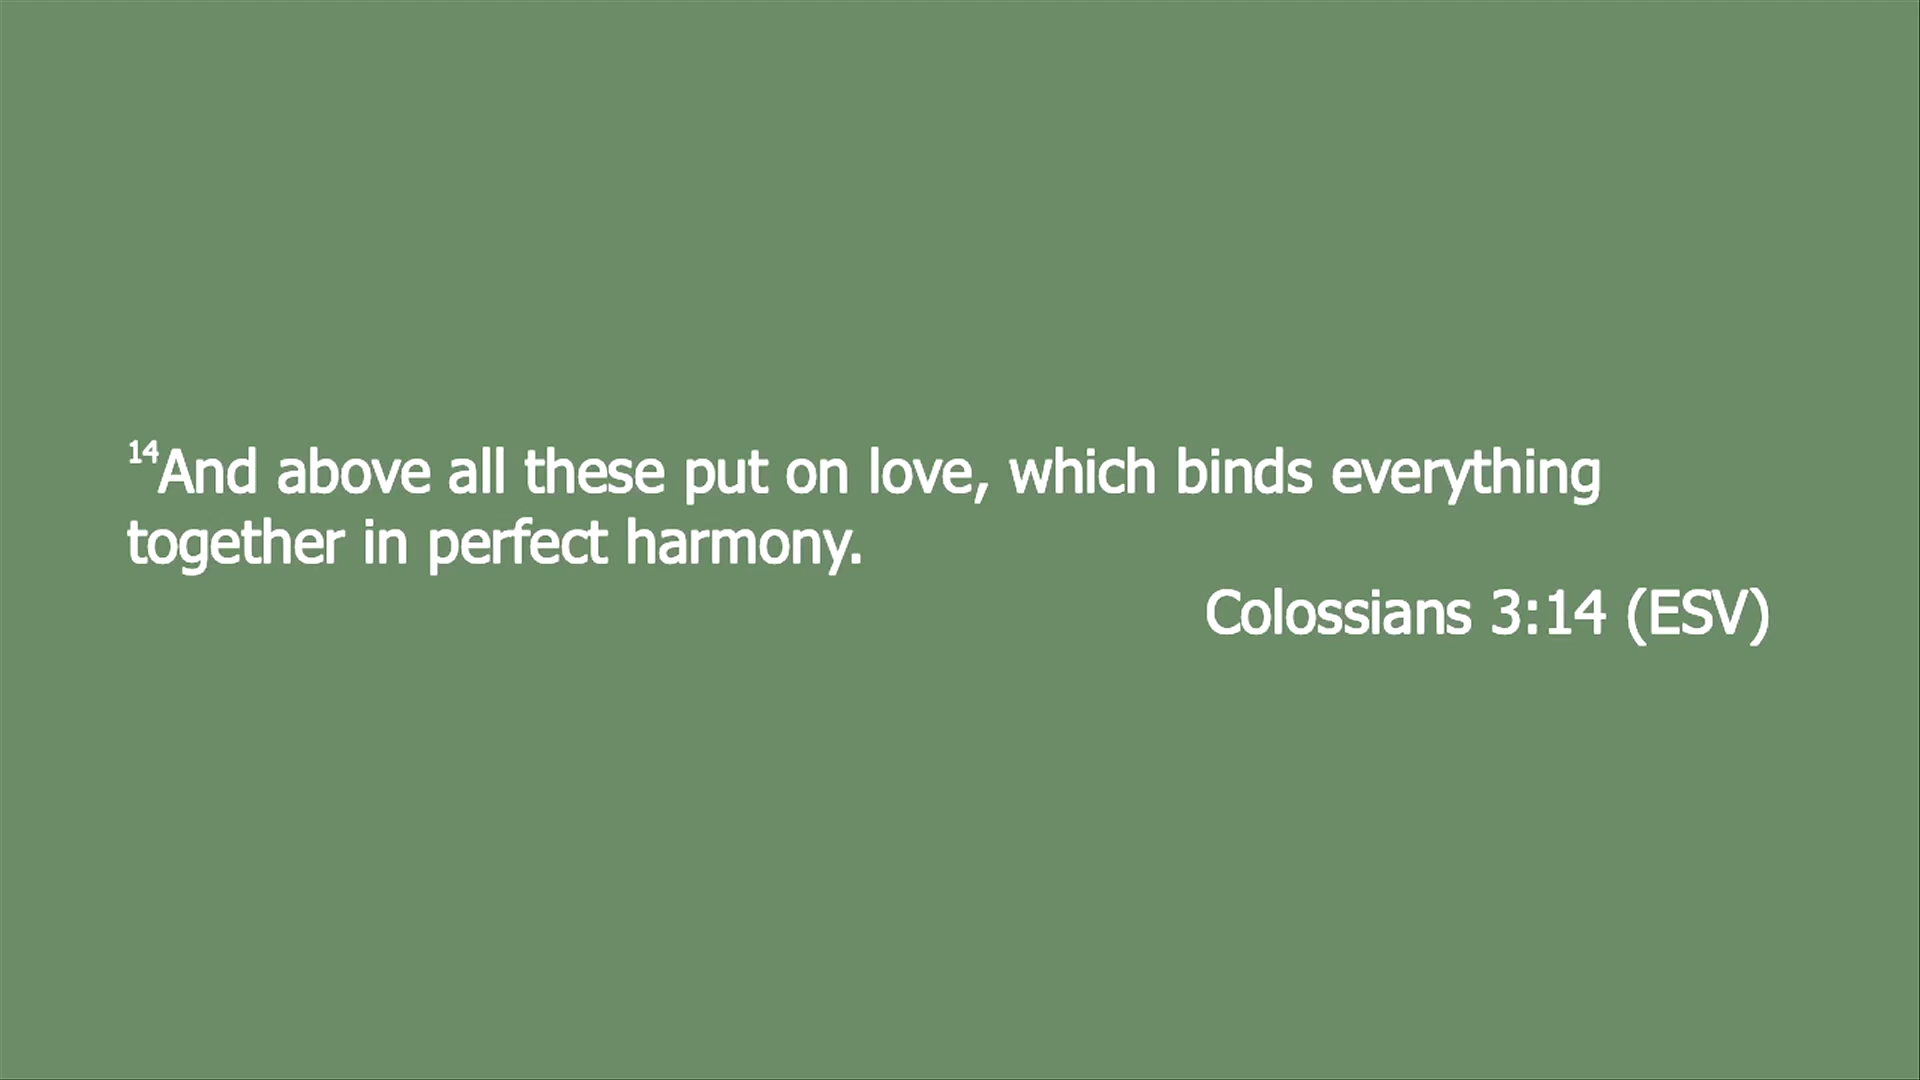 14And above all these put on love, which binds everything
together in perfect harmony.
Colossians 3:14 (ESV)